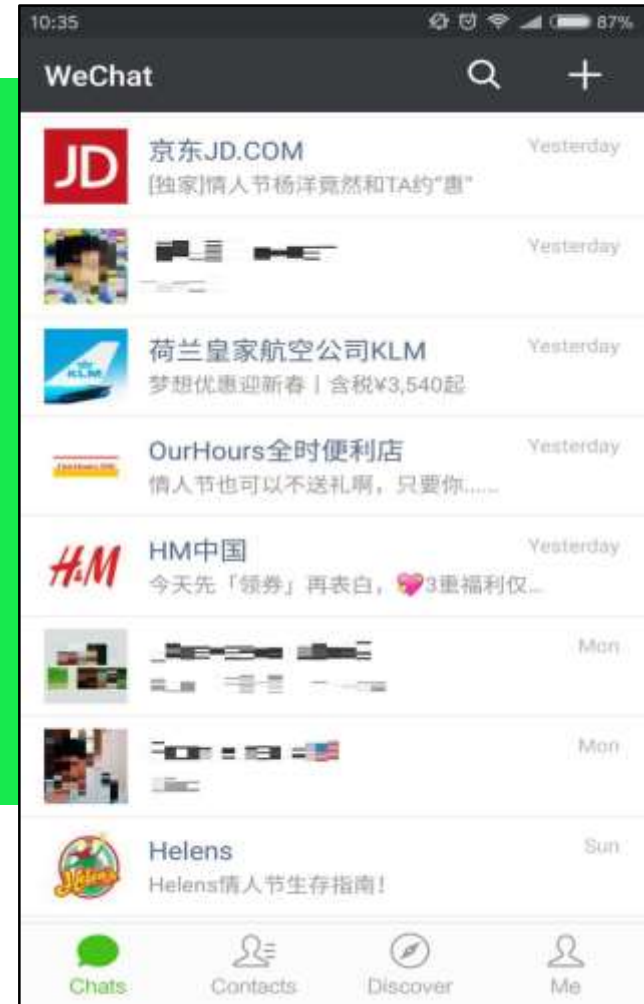 10:35
87%
WeChat
JD
京东JD.COM
Yesterday
[独家]情人节杨洋竟然和TA约"惠"
Yesterday
KLM
荷兰皇家航空公司KLM
Yesterday
梦想优惠迎新春丨含税¥3,540起
OurHours全时便利店
Yesterday
情人节也可以不送礼啊，只要你......
H&M
HM中国
Yesterday
今天先「领券」再表白，💝3重福利仅...
Mon
Mon
Helens
Helens
Sun
Helens情人节生存指南！
Chats
Contacts
Discover
Me